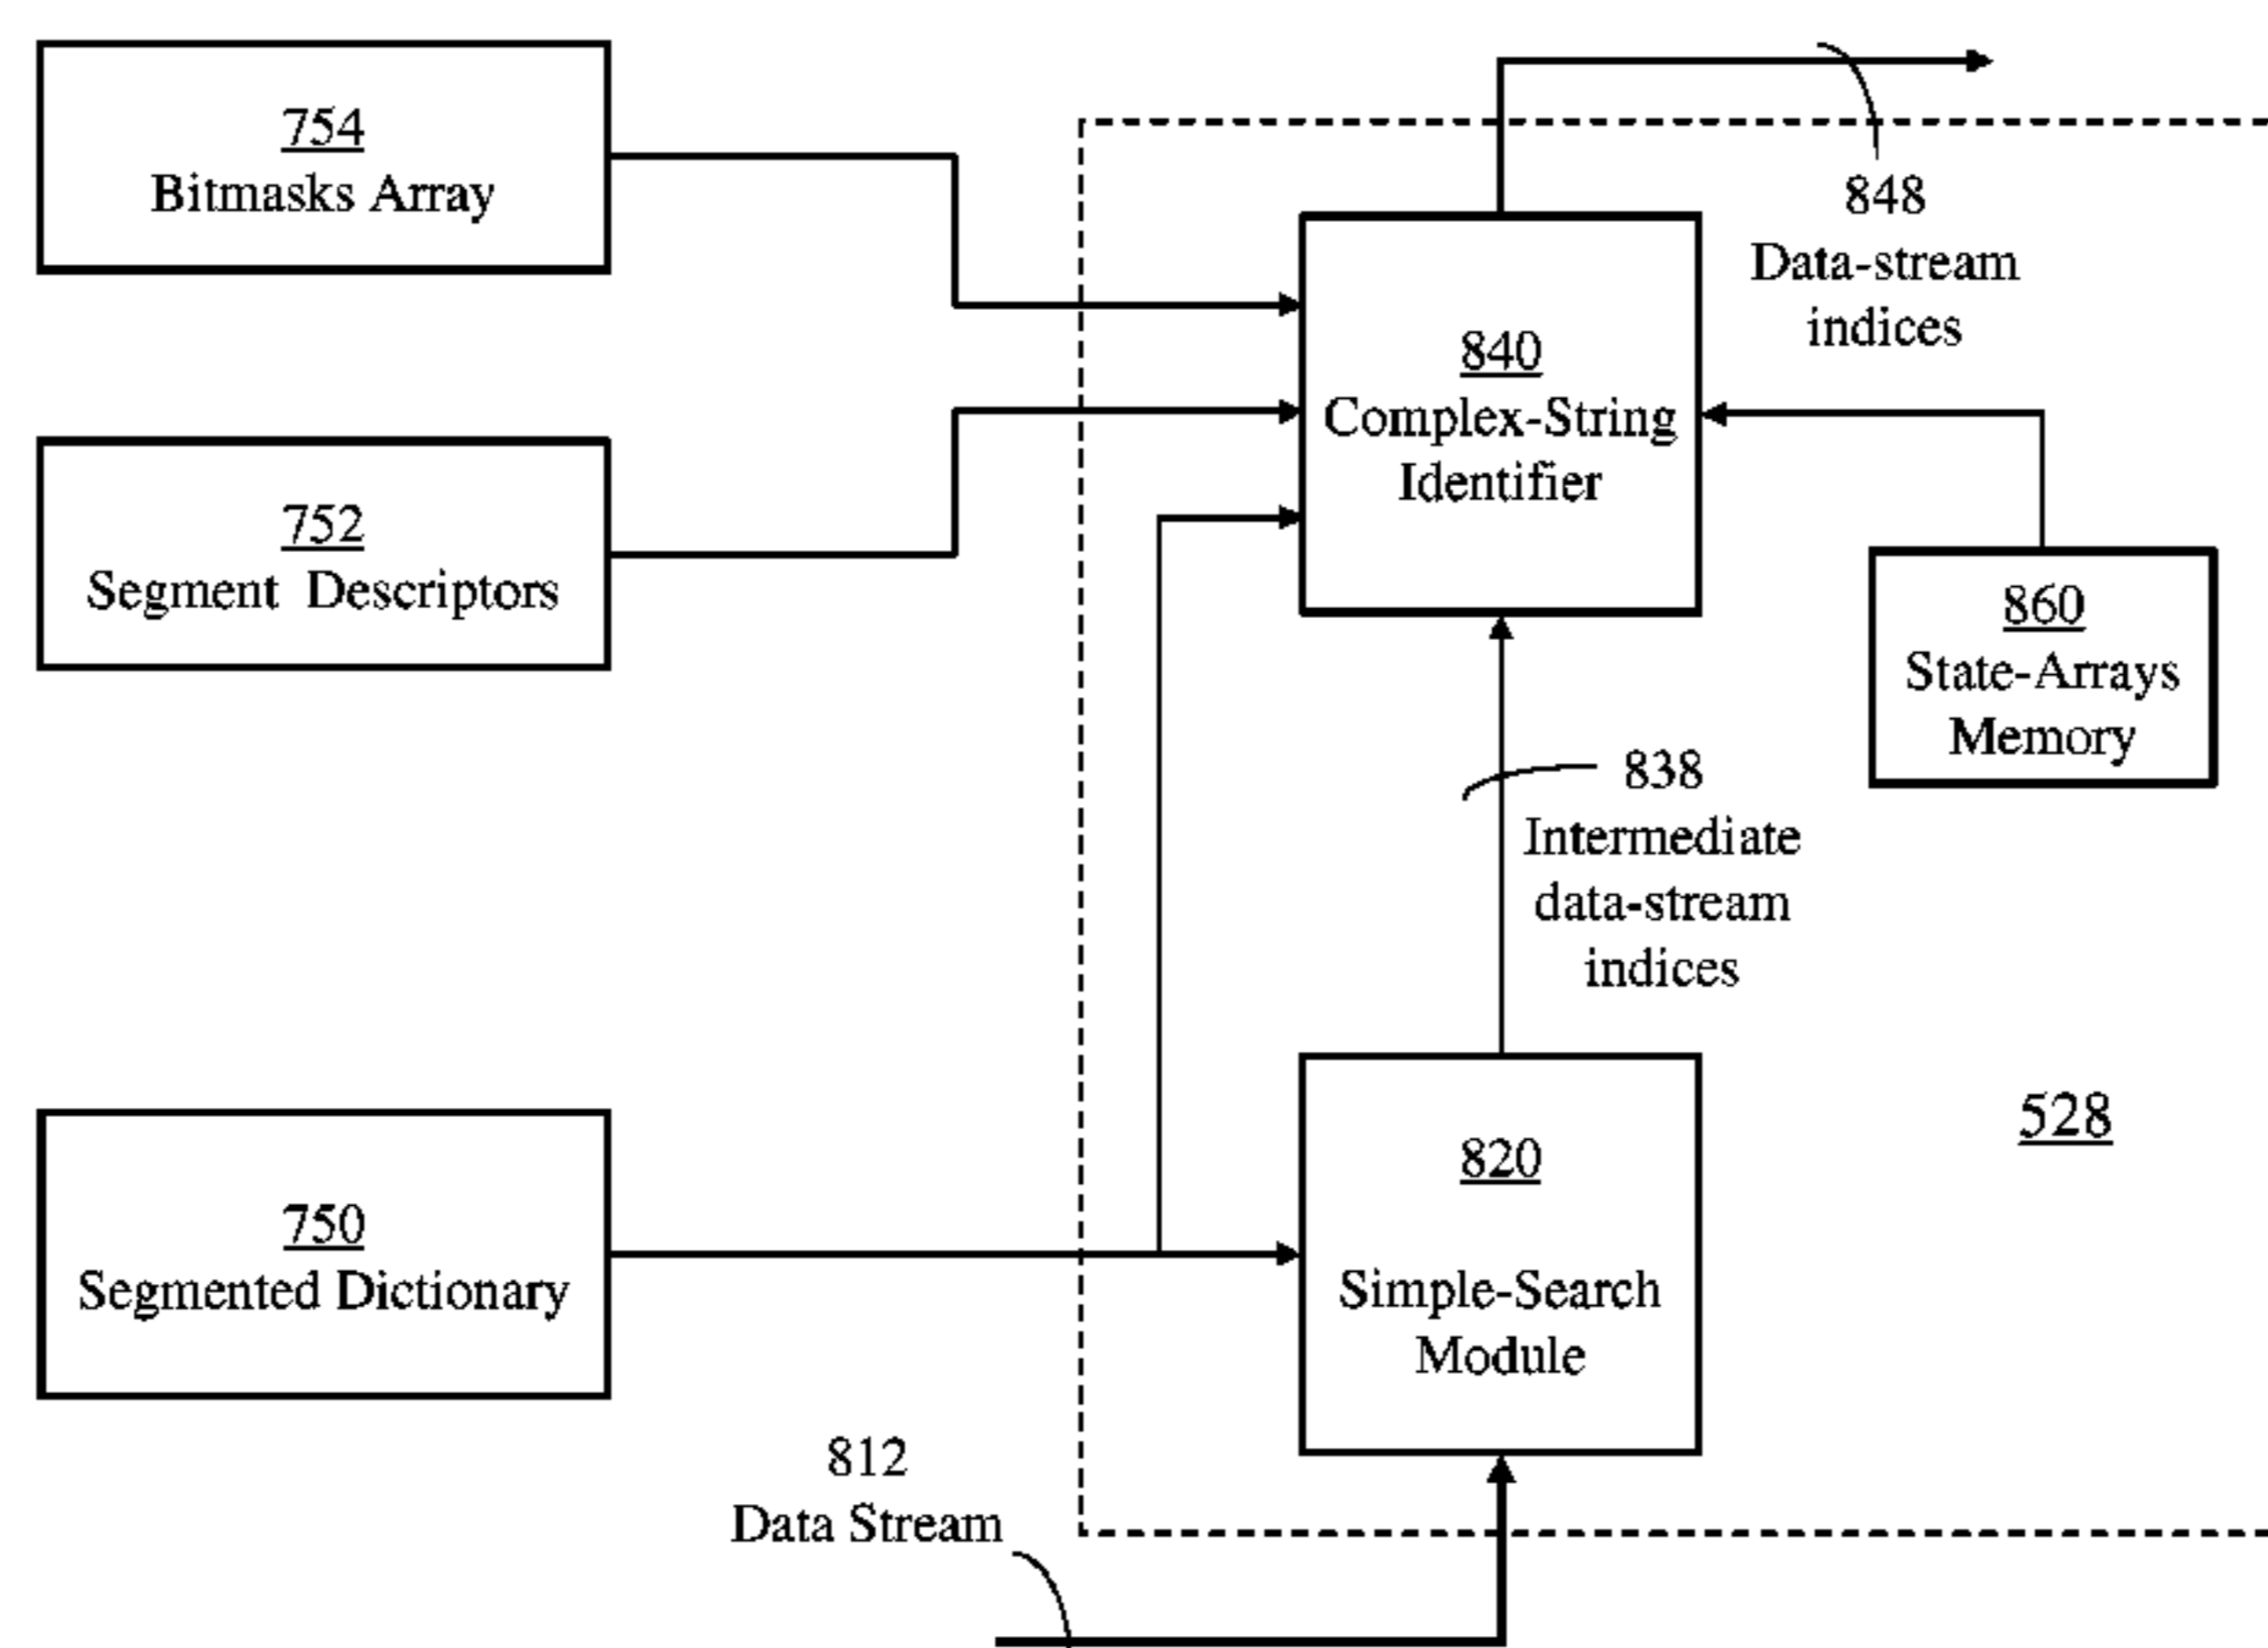 754
Bitmasks Array
848
Data-stream
indices
840
Complex-String
Identifier
752
Segment Descriptors
860
State-Arrays
Memory
838
Intermediate
data-stream
indices
528
820
Simple-Search
Module
750
Segmented Dictionary
812
Data Stream